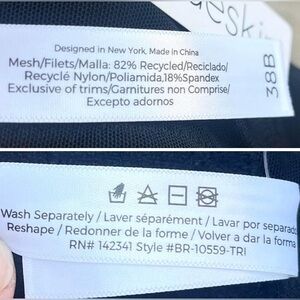 eskin
Designed in New York, Made in China
Mesh/Filets/Malla: 82% Recycled/Reciclado/
Recyclé Nylon/Poliamida,18%Spandex
Exclusive of trims/Garnitures non Comprise/
Excepto adornos
38B
Wash Separately / Laver séparément / Lavar por separado
Reshape / Redonner de la forme / Volver a dar la forma
RN# 142341 Style #BR-10559-TRI